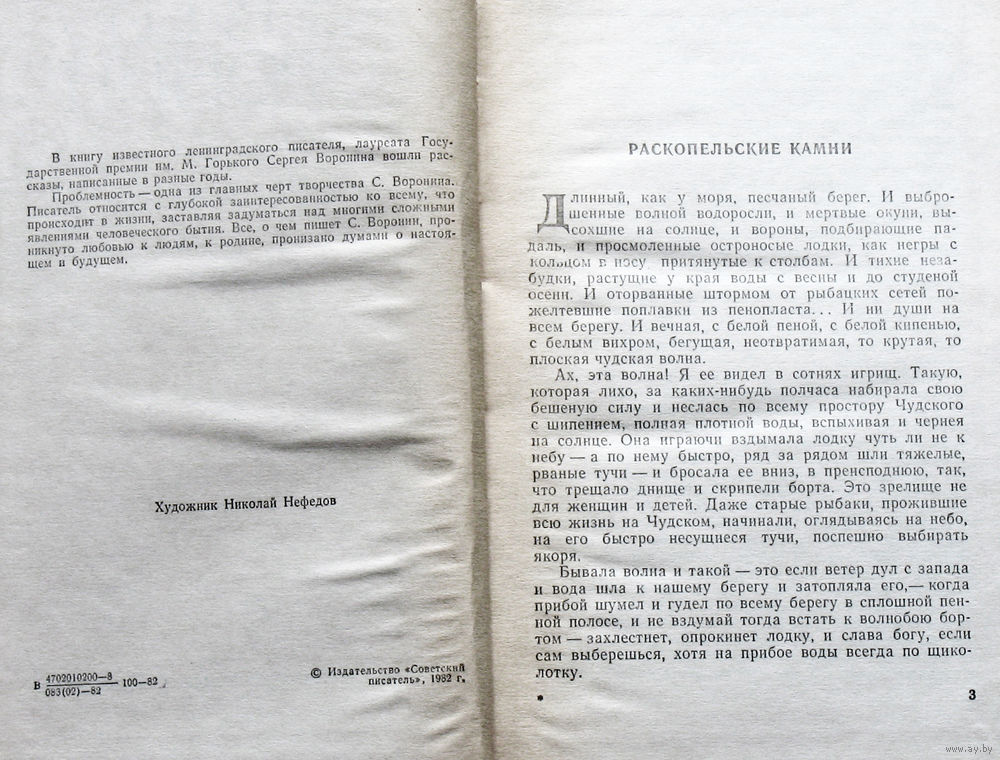 В книгу известного ленинградского писателя, лауреата Госу-
дарственной премии им. М. Горького Сергея Воронина вошли рас-
сказы, написанные в разные годы.
Проблемность — одна из главных черт творчества С. Воронина.
Писатель относится с глубокой заинтересованностью ко всему, что
происходит в жизни, заставляя задуматься над многими сложными
проявлениями человеческого бытия. Все, о чем пишет С. Воронин, про-
никнуто любовью к людям, к родине, пронизано думами о настоя-
щем и будущем.
Художник Николай Нефедов
В 4702010200—8
083(02)—82
100—82
© Издательство «Советский
писатель», 1982 г.
РАСКОПЕЛЬСКИЕ КАМНИ
Длинный, как у моря, песчаный берег. И выбро-
шенные волной водоросли, и мертвые окуни, вы-
сохшие на солнце, и вороны, подбирающие па-
даль, и просмоленные остроносые лодки, как негры с
кольцом в носу притянутые к столбам. И тихие неза-
будки, растущие у края воды с весны и до студеной
осени. И оторванные штормом от рыбацких сетей по-
желтевшие поплавки из пенопласта... И ни души на
всем берегу. И вечная, с белой пеной, с белой кипенью,
с белым вихром, бегущая, неотвратимая, то крутая, то
плоская чудская волна.
Ах, эта волна! Я ее видел в сотнях игрищ. Такую,
которая лихо, за каких-нибудь полчаса набирала свою
бешеную силу и неслась по всему простору Чудского
с шипением, полная плотной воды, вспыхивая и чернея
на солнце. Она играючи вздымала лодку чуть ли не к
небу — а по нему быстро, ряд за рядом шли тяжелые,
рваные тучи — и бросала ее вниз, в преисподнюю, так,
что трещало днище и скрипели борта. Это зрелище не
для женщин и детей. Даже старые рыбаки, прожившие
всю жизнь на Чудском, начинали, оглядываясь на небо,
на его быстро несущиеся тучи, поспешно выбирать
якоря.
Бывала волна и такой — это если ветер дул с запада
и вода шла к нашему берегу и затопляла его,— когда
прибой шумел и гудел по всему берегу в сплошной пен-
ной полосе, и не вздумай тогда встать к волнобою бор-
том — захлестнет, опрокинет лодку, и слава богу, если
сам выберешься, хотя на прибое воды всегда по щико-
лотку.
*
3
www.ay.by